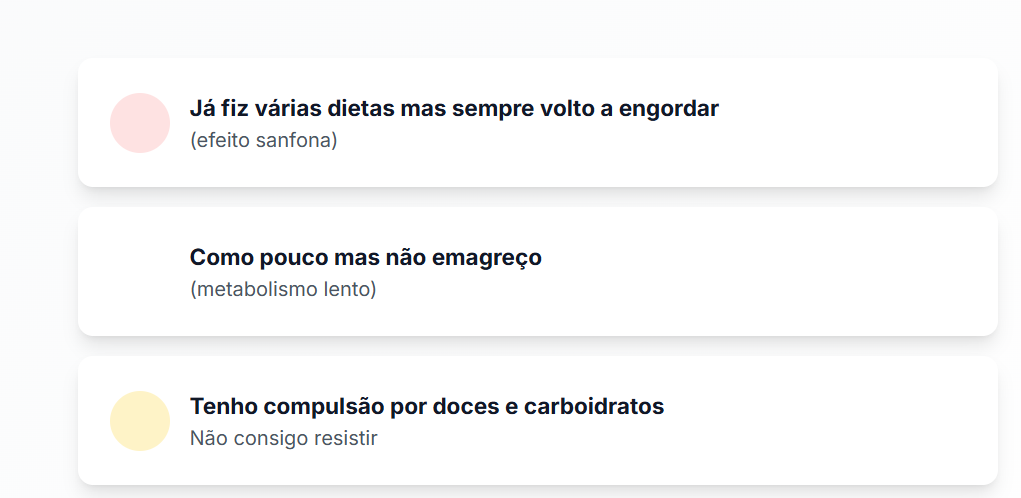 Já fiz várias dietas mas sempre volto a engordar
(efeito sanfona)
Como pouco mas não emagreço
(metabolismo lento)
Tenho compulsão por doces e carboidratos
Não consigo resistir